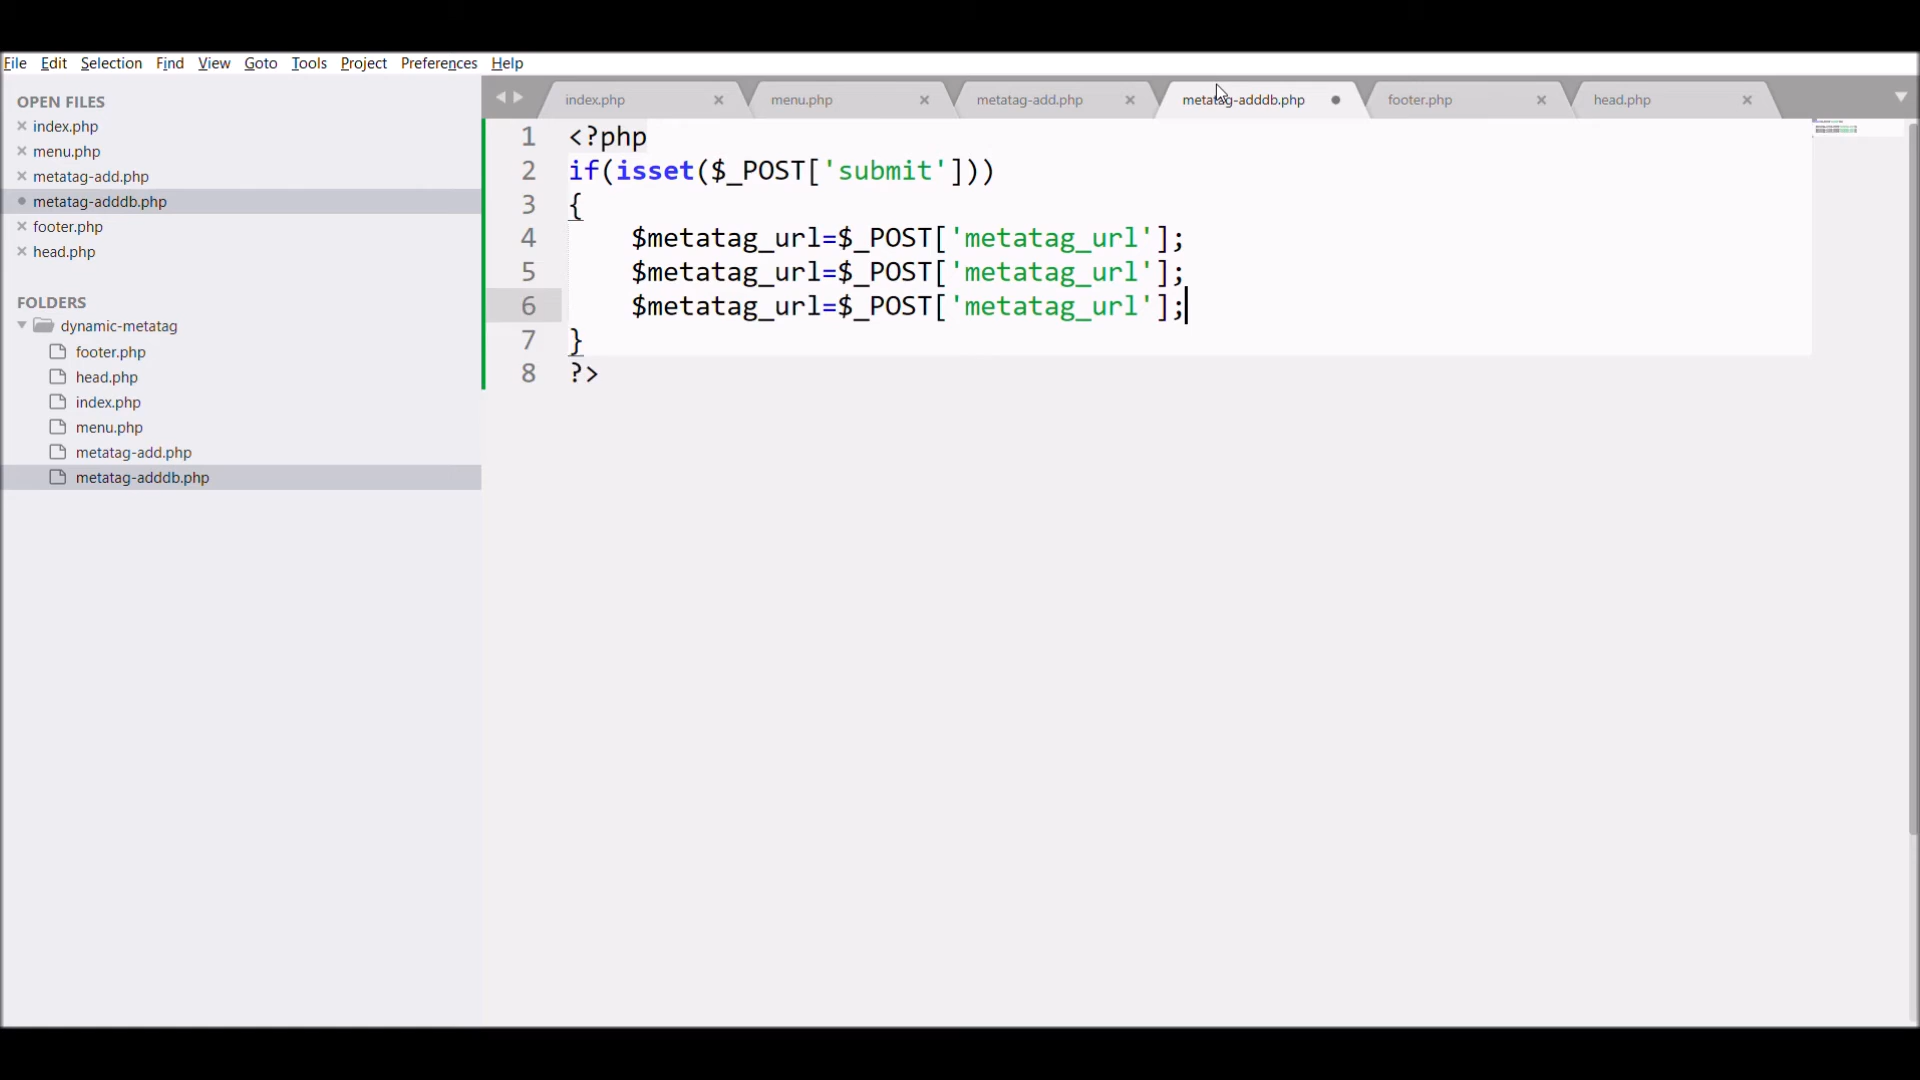 File Edit Selection Find View Goto Tools Project Preferences Help
OPEN FILES
index.php
menu.php
metatag-add.php
metatag-adddb.php
footer.php
head.php
FOLDERS
dynamic-metatag
footer.php
head.php
index.php
menu.php
metatag-add.php
metatag-adddb.php
index.php menu.php metatag-add.php metatag-adddb.php footer.php head.php
1 <?php
2 if(isset($_POST['submit']))
3 {
4 $metatag_url=$_POST['metatag_url'];
5 $metatag_url=$_POST['metatag_url'];
6 $metatag_url=$_POST['metatag_url'];
7 }
8 ?>